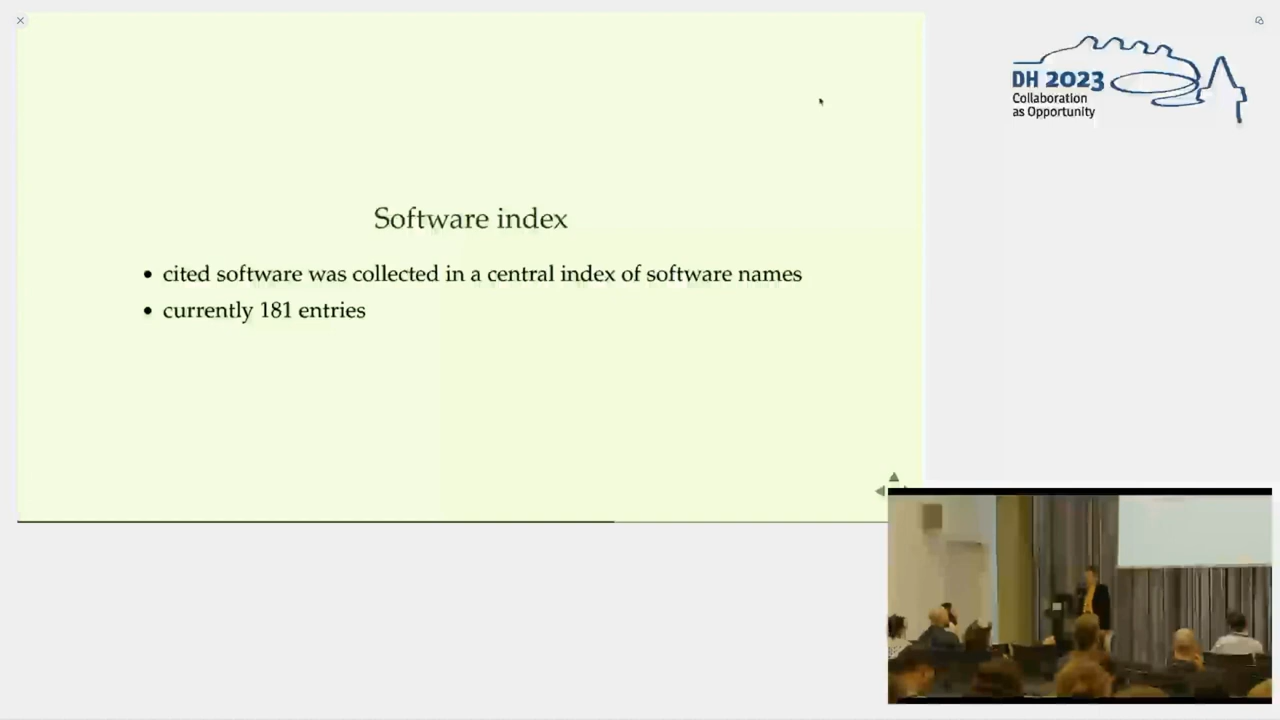 DH 2023
Collaboration
as Opportunity
Software index
• cited software was collected in a central index of software names
• currently 181 entries